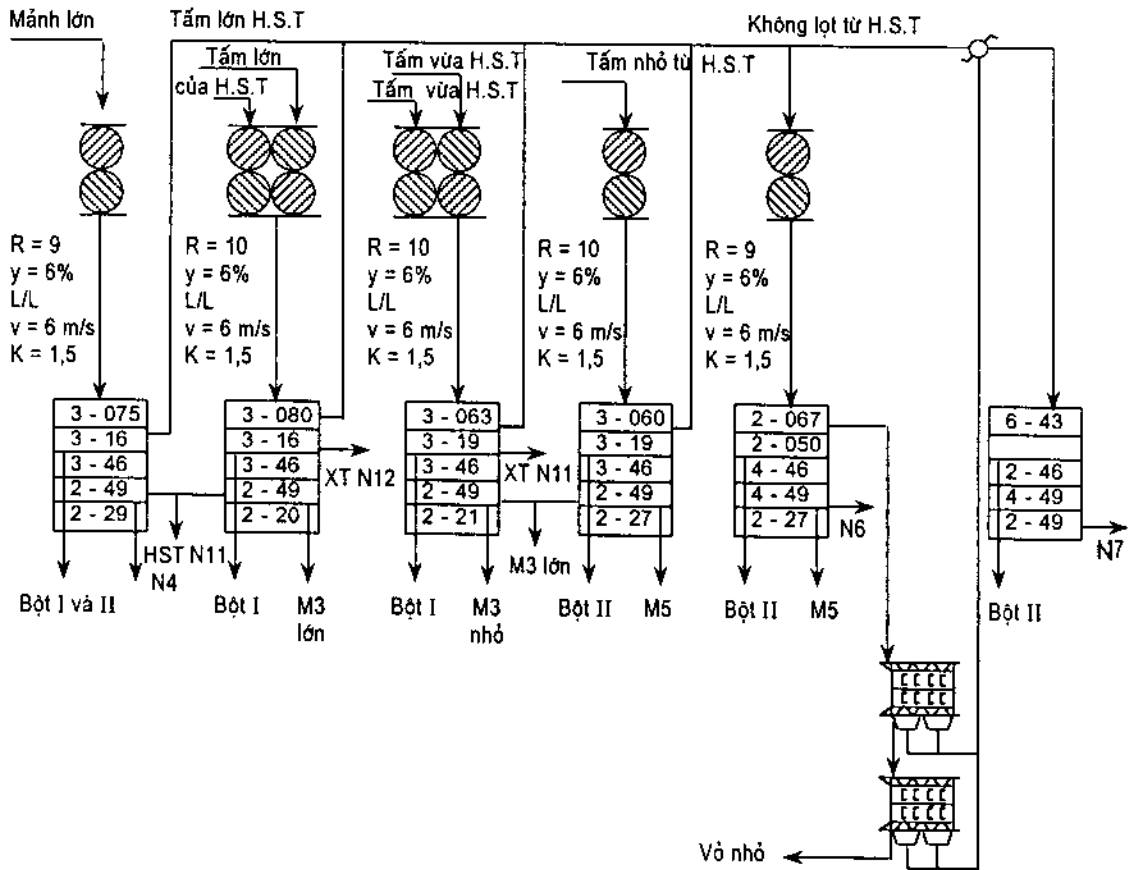 Mảnh lớn
Tấm lớn H.S.T
Không lọt từ H.S.T
Tấm lớn
của H.S.T
Tấm vừa H.S.T
Tấm vừa H.S.T
Tấm nhỏ từ H.S.T
R = 9
y = 6%
L/L
v = 6 m/s
K = 1,5
R = 10
y = 6%
L/L
v = 6 m/s
K = 1,5
R = 10
y = 6%
L/L
v = 6 m/s
K = 1,5
R = 10
y = 6%
L/L
v = 6 m/s
K = 1,5
R = 9
y = 6%
L/L
v = 6 m/s
K = 1,5
3 - 075
3 - 16
3 - 46
2 - 49
2 - 29
HST N11
N4
Bột I và II
3 - 080
3 - 16
3 - 46
2 - 49
2 - 20
XT N12
Bột I
M3
lớn
3 - 063
3 - 19
3 - 46
2 - 49
2 - 21
XT N11
M3 lớn
Bột I
M3
nhỏ
3 - 060
3 - 19
3 - 46
2 - 49
2 - 27
Bột II
M5
2 - 067
2 - 050
4 - 46
4 - 49
2 - 27
N6
Bột II
M5
6 - 43
2 - 46
4 - 49
2 - 49
N7
Bột II
Vỏ nhỏ